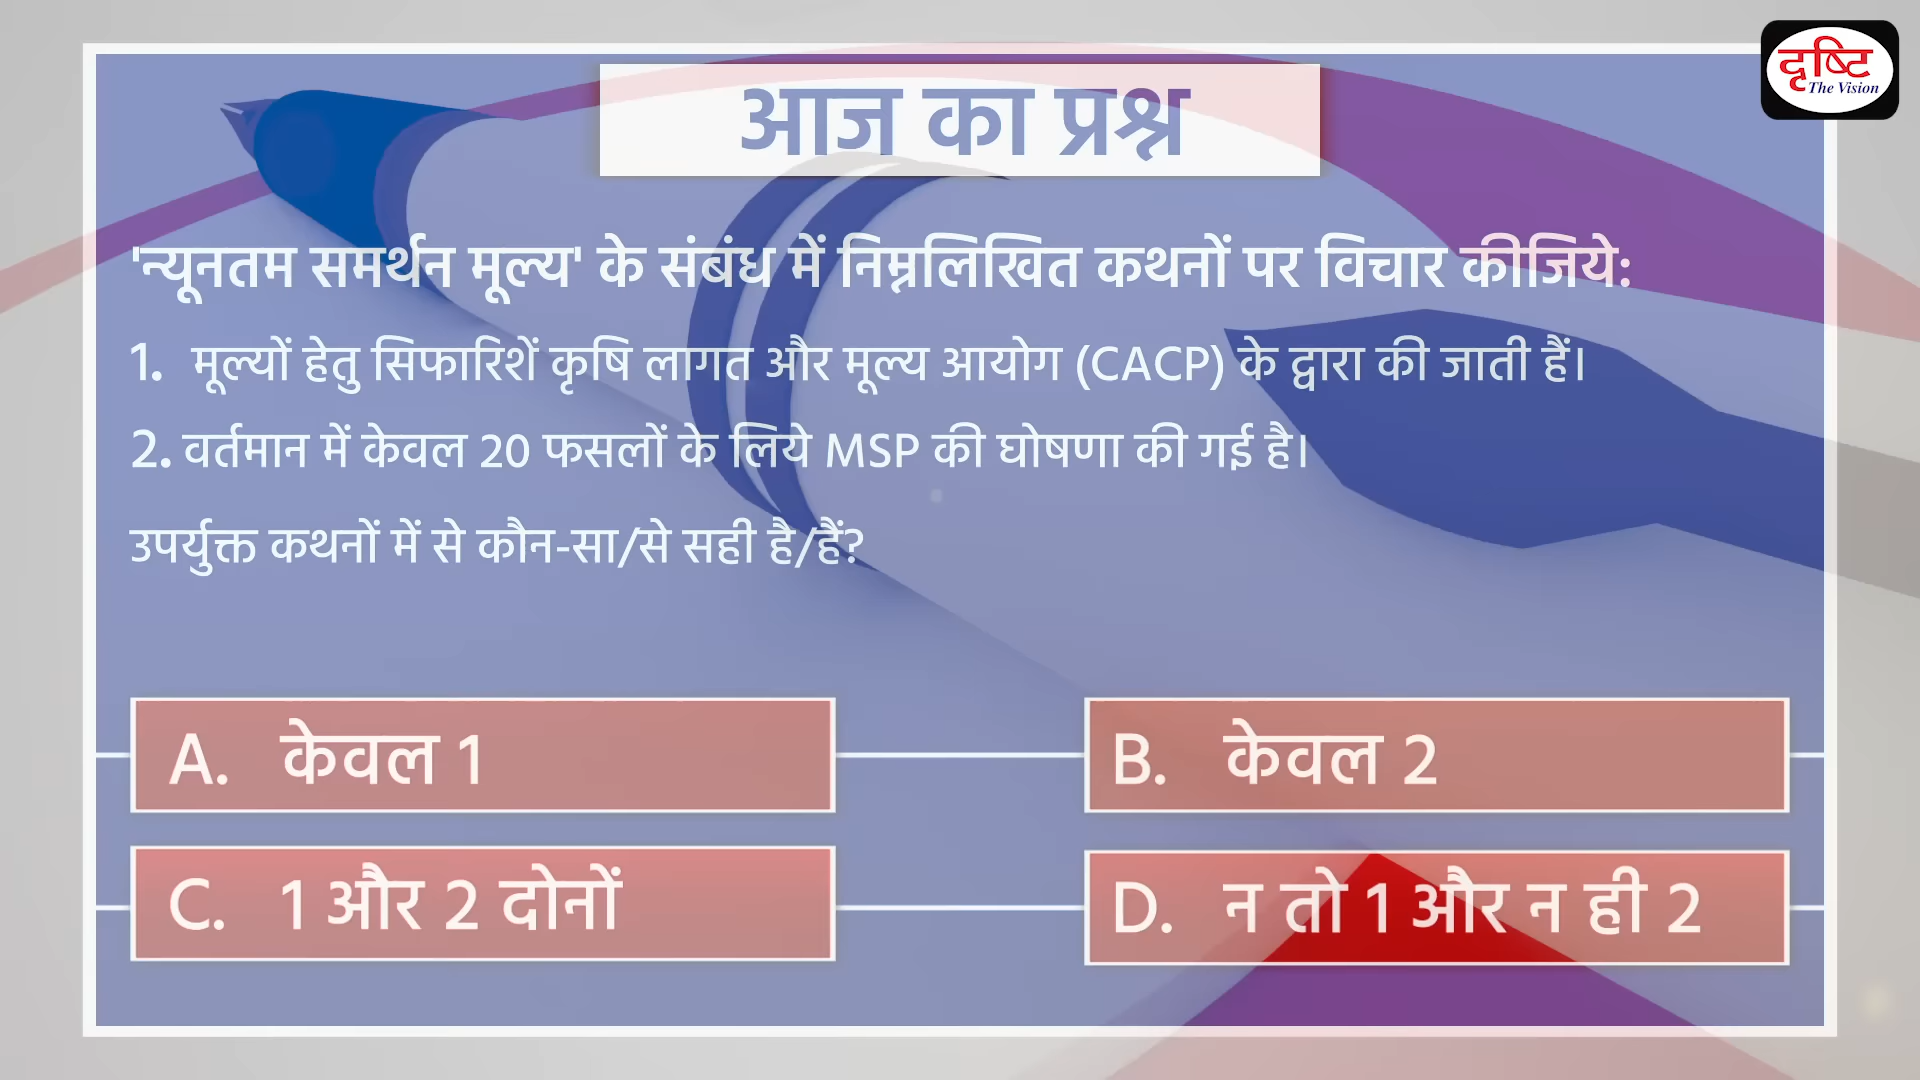 दृष्टि
The Vision
आज का प्रश्न
'न्यूनतम समर्थन मूल्य' के संबंध में निम्नलिखित कथनों पर विचार कीजिये:
1. मूल्यों हेतु सिफारिशें कृषि लागत और मूल्य आयोग (CACP) के द्वारा की जाती हैं।
2. वर्तमान में केवल 20 फसलों के लिये MSP की घोषणा की गई है।
उपर्युक्त कथनों में से कौन-सा/से सही है/हैं?
A. केवल 1
B. केवल 2
C. 1 और 2 दोनों
D. न तो 1 और न ही 2